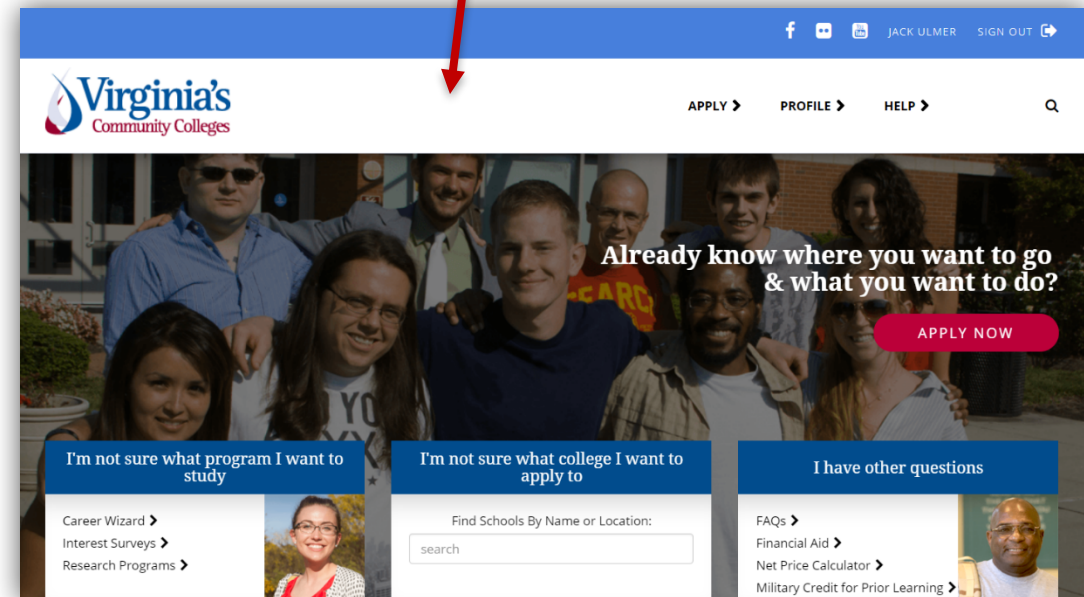 JACK ULMER SIGN OUT
Virginia's
Community Colleges
APPLY PROFILE HELP
Already know where you want to go
& what you want to do?
APPLY NOW
I'm not sure what program I want to
study
Career Wizard
Interest Surveys
Research Programs
I'm not sure what college I want to
apply to
Find Schools By Name or Location:
search
I have other questions
FAQs
Financial Aid
Net Price Calculator
Military Credit for Prior Learning